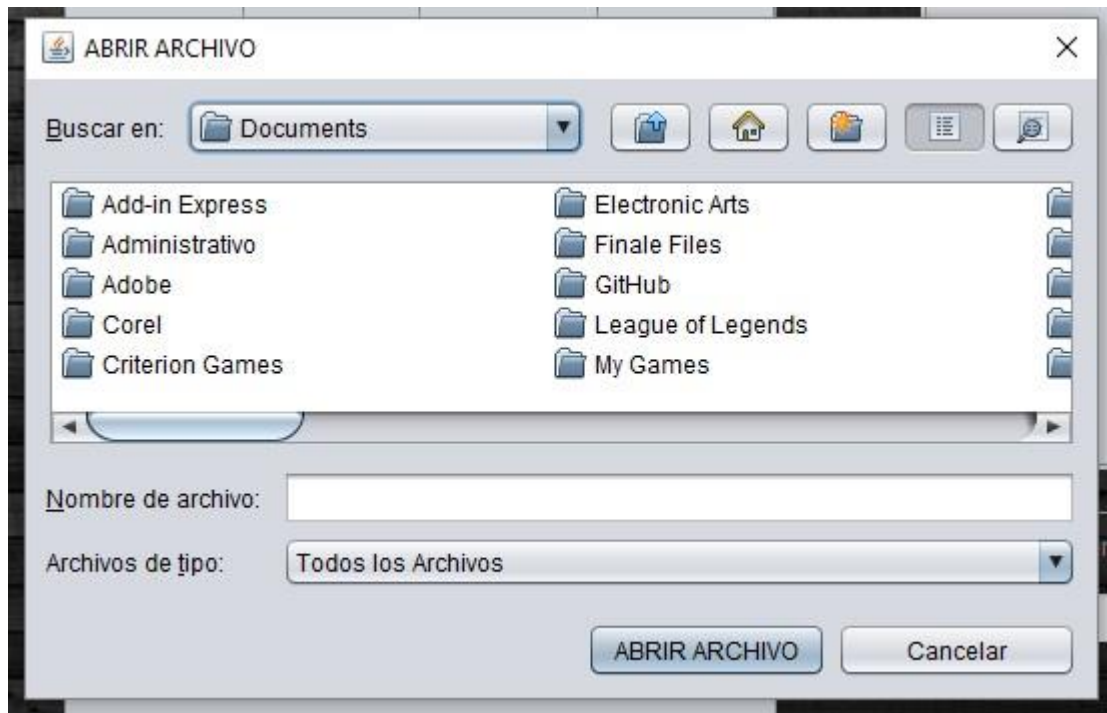 ABRIR ARCHIVO
Buscar en: Documents
Add-in Express Electronic Arts
Administrativo Finale Files
Adobe GitHub
Corel League of Legends
Criterion Games My Games
Nombre de archivo:
Archivos de tipo: Todos los Archivos
ABRIR ARCHIVO Cancelar